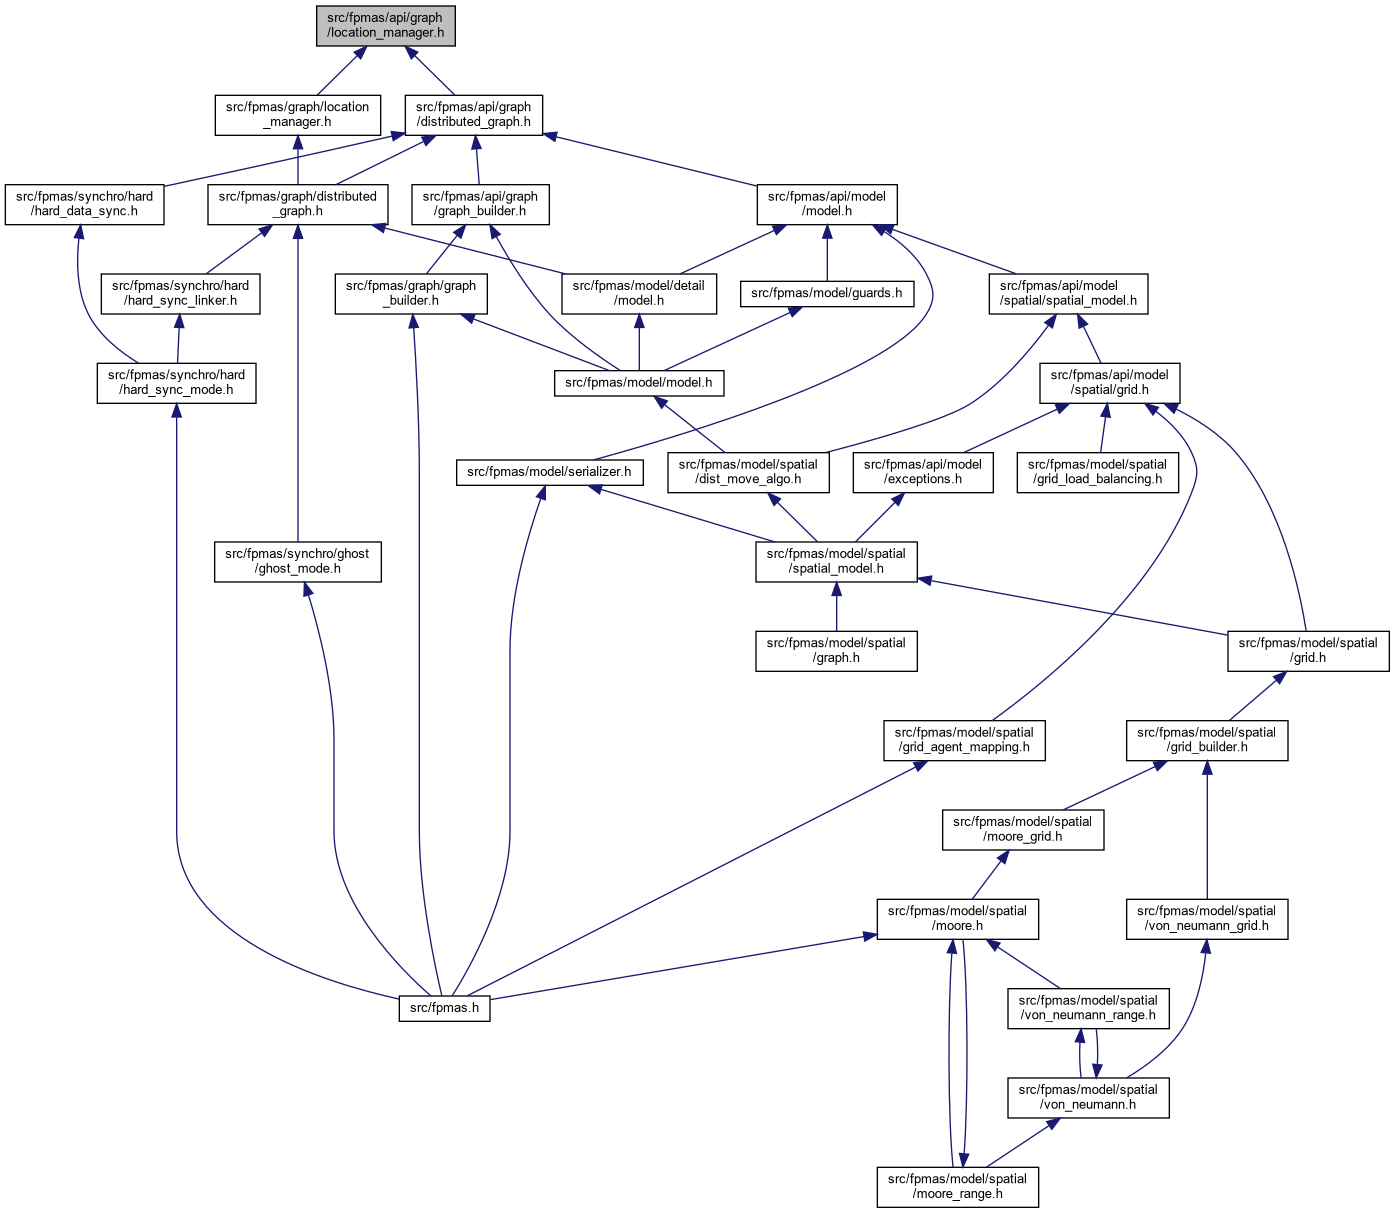 src/fpmas/api/graph
/location_manager.h
src/fpmas/graph/location
_manager.h
src/fpmas/api/graph
/distributed_graph.h
src/fpmas/synchro/hard
/hard_data_sync.h
src/fpmas/graph/distributed
_graph.h
src/fpmas/api/graph
/graph_builder.h
src/fpmas/api/model
/model.h
src/fpmas/synchro/hard
/hard_sync_linker.h
src/fpmas/graph/graph
_builder.h
src/fpmas/model/detail
/model.h
src/fpmas/model/guards.h
src/fpmas/api/model
/spatial/spatial_model.h
src/fpmas/synchro/hard
/hard_sync_mode.h
src/fpmas/model/model.h
src/fpmas/api/model
/spatial/grid.h
src/fpmas/model/serializer.h
src/fpmas/model/spatial
/dist_move_algo.h
src/fpmas/api/model
/exceptions.h
src/fpmas/model/spatial
/grid_load_balancing.h
src/fpmas/synchro/ghost
/ghost_mode.h
src/fpmas/model/spatial
/spatial_model.h
src/fpmas/model/spatial
/graph.h
src/fpmas/model/spatial
/grid.h
src/fpmas/model/spatial
/grid_agent_mapping.h
src/fpmas/model/spatial
/grid_builder.h
src/fpmas/model/spatial
/moore_grid.h
src/fpmas/model/spatial
/moore.h
src/fpmas/model/spatial
/von_neumann_grid.h
src/fpmas.h
src/fpmas/model/spatial
/von_neumann_range.h
src/fpmas/model/spatial
/von_neumann.h
src/fpmas/model/spatial
/moore_range.h